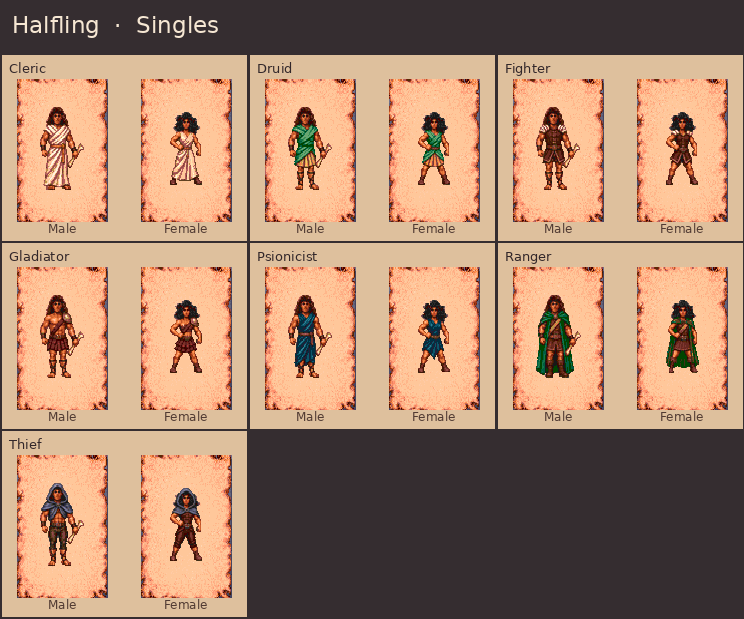 Halfling · Singles
Cleric
Male
Female
Druid
Male
Female
Fighter
Male
Female
Gladiator
Male
Female
Psionicist
Male
Female
Ranger
Male
Female
Thief
Male
Female